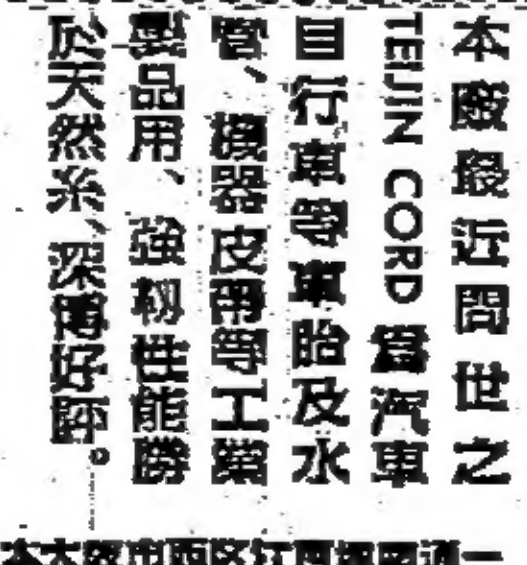 本廠最近問世之
TEIJIN CORD 爲汽車
自行車等車胎及水
管、機器皮帶等工業
製品用、強韌性能勝
於天然糸、深博好評。